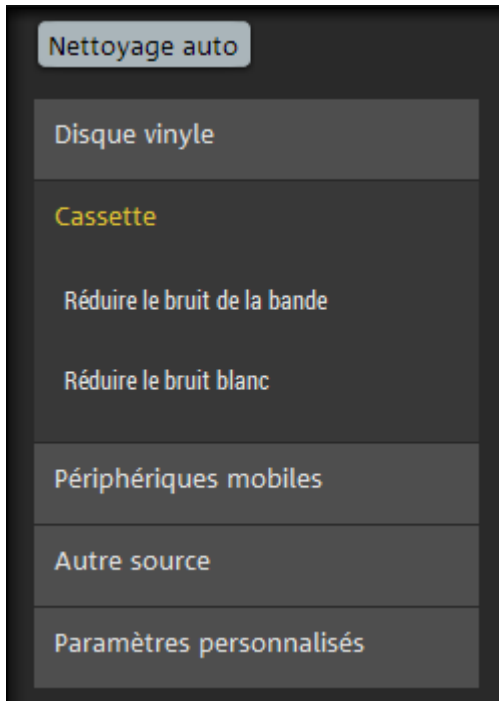 Nettoyage auto
Disque vinyle
Cassette
Réduire le bruit de la bande
Réduire le bruit blanc
Périphériques mobiles
Autre source
Paramètres personnalisés